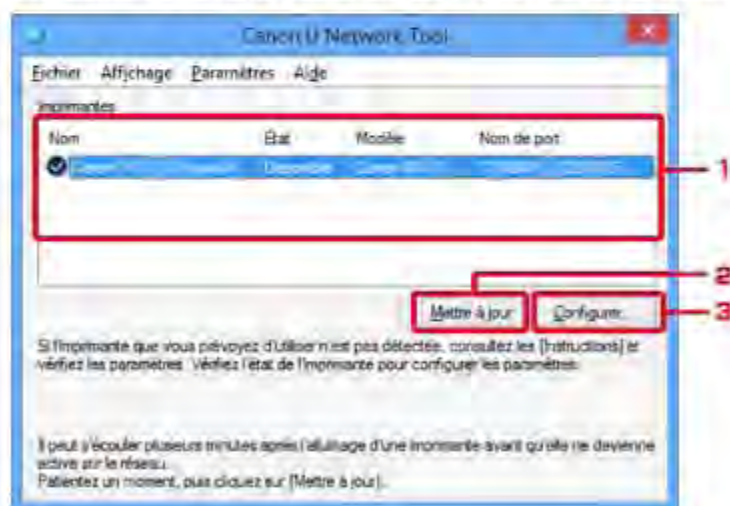 Canon IJ Network Tool
Fichier Affichage Paramètres Aide
Imprimantes
Nom État Modèle Nom de port
1
2
Mettre à jour Configurer...
3
Si l'imprimante que vous prévoyez d'utiliser n'est pas détectée, consultez les [Instructions] et
vérifiez les paramètres. Vérifiez l'état de l'imprimante pour configurer les paramètres.
Il peut s'écouler plusieurs minutes après l'allumage d'une imprimante avant qu'elle ne devienne
active sur le réseau.
Patientez un moment, puis cliquez sur [Mettre à jour].